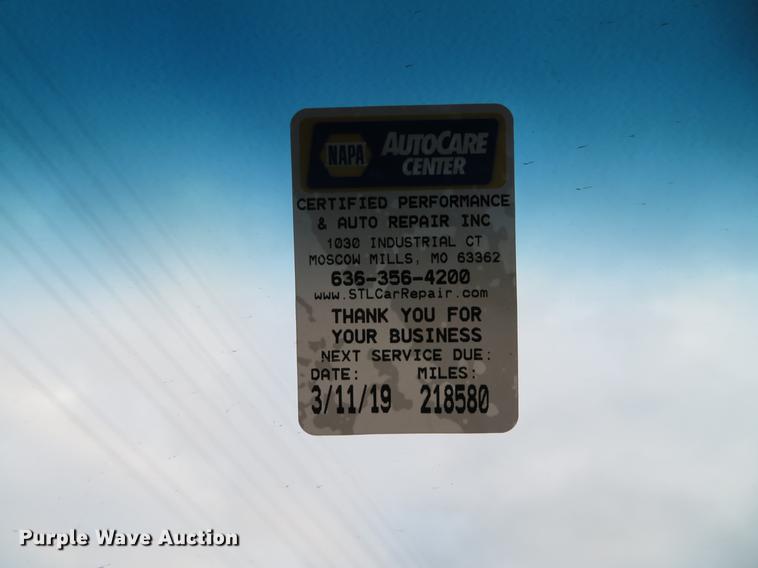 NAPA AUTOCARE
CENTER
CERTIFIED PERFORMANCE
& AUTO REPAIR INC
1030 INDUSTRIAL CT
MOSCOW MILLS, MO 63362
636-356-4200
www.STLCarRepair.com
THANK YOU FOR
YOUR BUSINESS
NEXT SERVICE DUE:
DATE: MILES:
3/11/19 218580
Purple Wave Auction